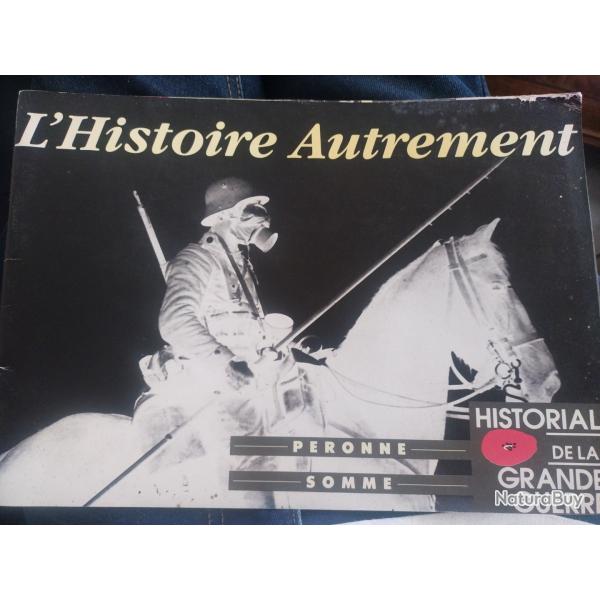 L'Histoire Autrement
PERONNE
SOMME
HISTORIAL
DE LA
GRANDE
GUERRE
NaturaBuy